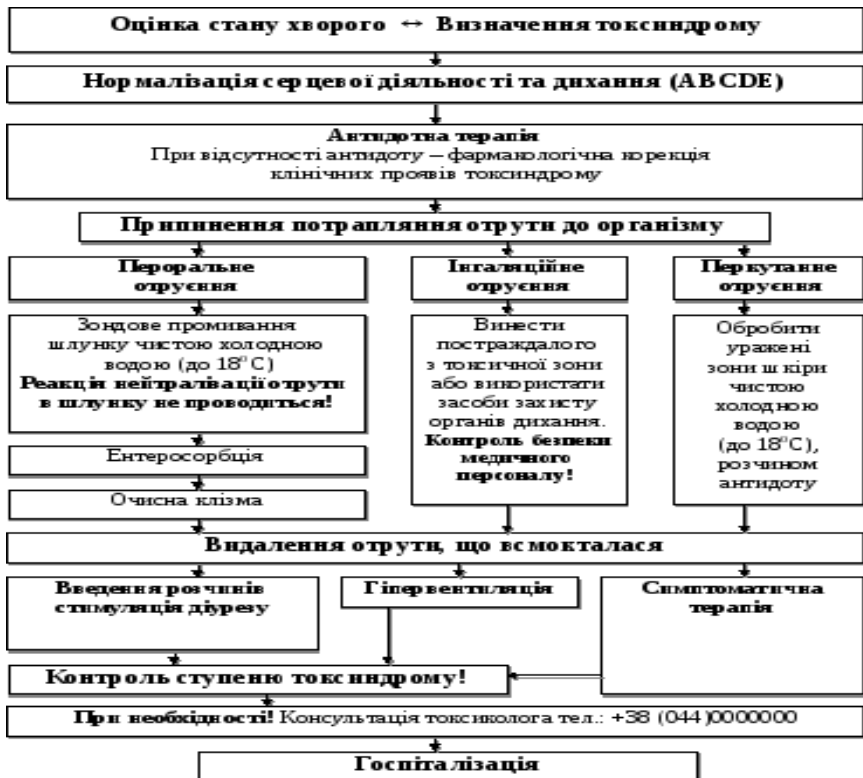 Оцінка стану хворого ↔ Визначення токсиндрому
Нормалізація серцевої діяльності та дихання (ABCDE)
Антидотна терапія
При відсутності антидоту – фармакологічна корекція
клінічних проявів токсиндрому
Припинення потрапляння отрути до організму
Пероральне
отруєння
Інгаляційне
отруєння
Перкутанне
отруєння
Зондове промивання
шлунку чистою холодною
водою (до 18°С)
Реакція нейтралівації отрути
в шлунку не проводиться!
Ентеросорбція
Очисна клізма
Винести
постраждалого
з токсичної зони
або використати
засоби захисту
органів дихання.
Контроль безпеки
медичного
персоналу!
Обробити
уражені
зони шкіри
чистою
холодною
водою
(до 18°С),
розчином
антидоту
Видалення отрути, що всмокталася
Введення розчинів
стимуляція діурезу
Гіпервентиляція
Симптоматична
терапія
Контроль ступеню токсиндрому!
При необхідності! Консультація токсиколога тел.: +38 (044)0000000
Госпіталізація